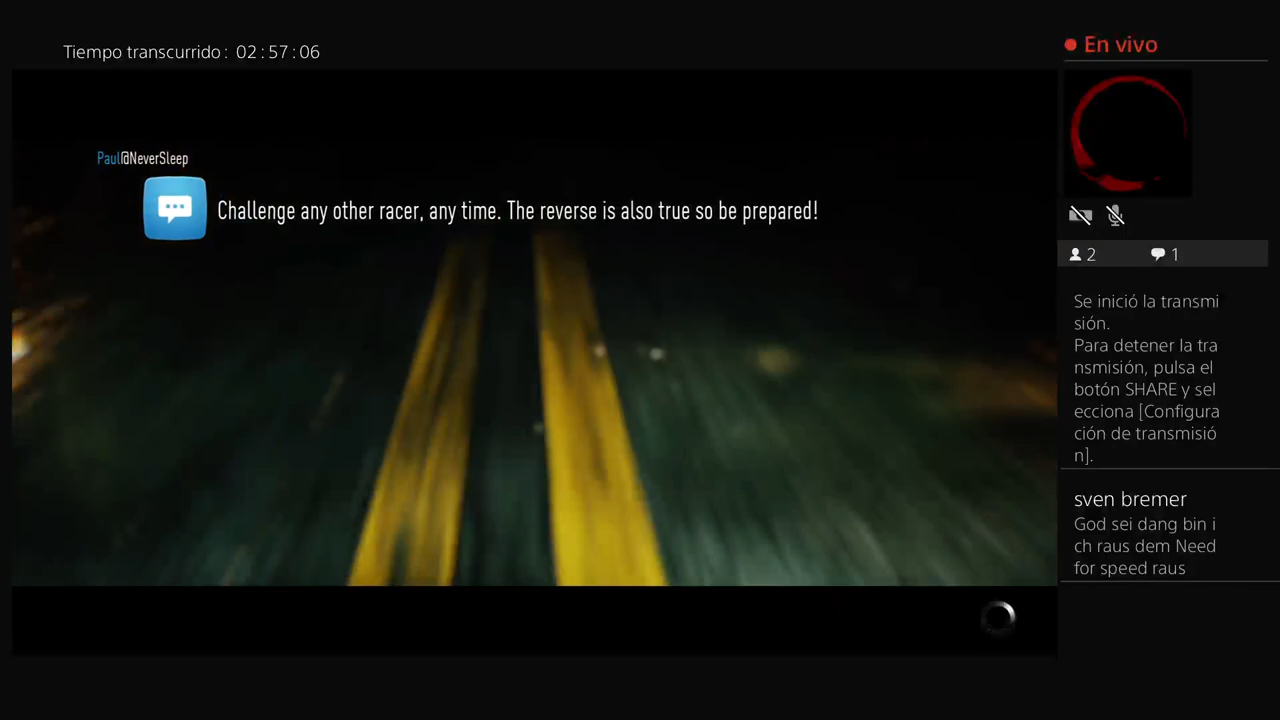 Tiempo transcurrido: 02:57:06
En vivo
Paul@NeverSleep
Challenge any other racer, any time. The reverse is also true so be prepared!
2 1
Se inició la transmi
sión.
Para detener la tra
nsmisión, pulsa el
botón SHARE y sel
ecciona [Configura
ción de transmisió
n].
sven bremer
God sei dang bin i
ch raus dem Need
for speed raus